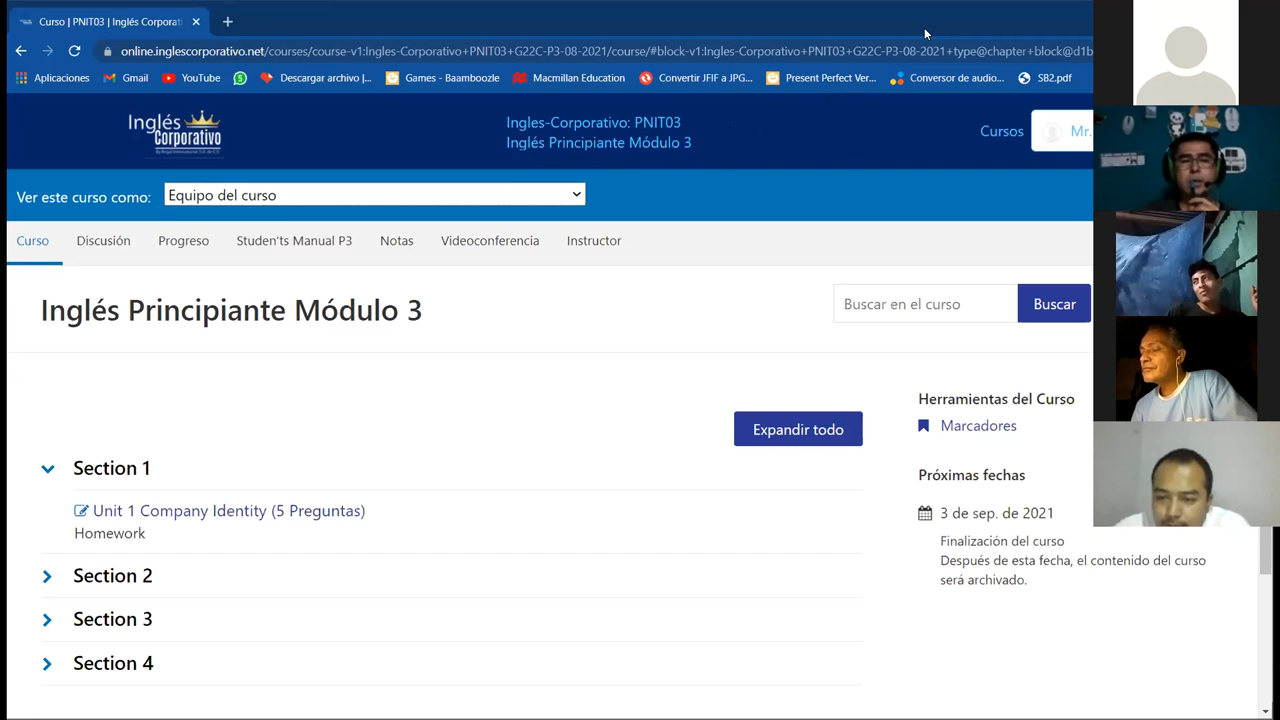 Curso | PNIT03 | Inglés Corporat
online.inglescorporativo.net/courses/course-v1:Ingles-Corporativo+PNIT03+G22C-P3-08-2021/course/#block-v1:Ingles-Corporativo+PNIT03+G22C-P3-08-2021+type@chapter+block@d1b
Aplicaciones
Gmail
YouTube
Descargar archivo |...
Games - Baamboozle
Macmillan Education
Convertir JFIF a JPG...
Present Perfect Ver...
Conversor de audio...
SB2.pdf
Inglés
Corporativo
Ingles-Corporativo: PNIT03
Inglés Principiante Módulo 3
Cursos
Mr.
Ver este curso como:
Equipo del curso
Curso
Discusión
Progreso
Studen'ts Manual P3
Notas
Videoconferencia
Instructor
Inglés Principiante Módulo 3
Buscar en el curso
Buscar
Expandir todo
Section 1
Unit 1 Company Identity (5 Preguntas)
Homework
Section 2
Section 3
Section 4
Herramientas del Curso
Marcadores
Próximas fechas
3 de sep. de 2021
Finalización del curso
Después de esta fecha, el contenido del curso
será archivado.